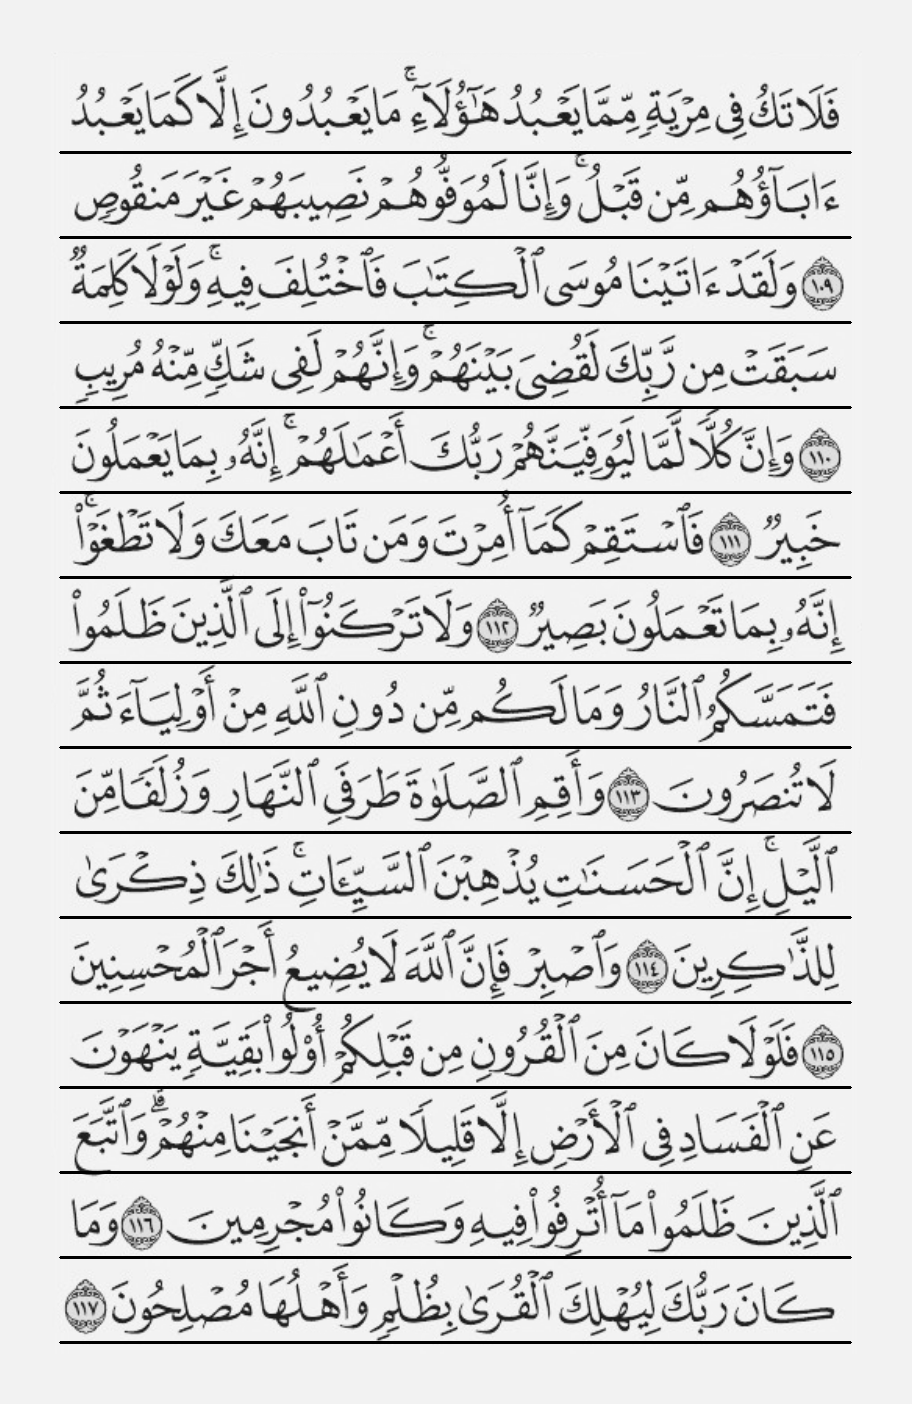 فَلَا تَكُ فِى مِرْيَةٍ مِّمَّا يَعْبُدُ هَٰٓؤُلَآءِ ۚ مَا يَعْبُدُونَ إِلَّا كَمَا يَعْبُدُ
ءَابَآؤُهُم مِّن قَبْلُ ۚ وَإِنَّا لَمُوَفُّوهُمْ نَصِيبَهُمْ غَيْرَ مَنقُوصٍ
١٠٩ وَلَقَدْ ءَاتَيْنَا مُوسَى ٱلْكِتَٰبَ فَٱخْتُلِفَ فِيهِ ۚ وَلَوْلَا كَلِمَةٌ
سَبَقَتْ مِن رَّبِّكَ لَقُضِىَ بَيْنَهُمْ ۚ وَإِنَّهُمْ لَفِى شَكٍّ مِّنْهُ مُرِيبٍ
١١٠ وَإِنَّ كُلًّا لَّمَّا لَيُوَفِّيَنَّهُمْ رَبُّكَ أَعْمَٰلَهُمْ ۚ إِنَّهُۥ بِمَا يَعْمَلُونَ
خَبِيرٌ ١١١ فَٱسْتَقِمْ كَمَآ أُمِرْتَ وَمَن تَابَ مَعَكَ وَلَا تَطْغَوْا۟ ۚ
إِنَّهُۥ بِمَا تَعْمَلُونَ بَصِيرٌ ١١٢ وَلَا تَرْكَنُوٓا۟ إِلَى ٱلَّذِينَ ظَلَمُوا۟
فَتَمَسَّكُمُ ٱلنَّارُ وَمَا لَكُم مِّن دُونِ ٱللَّهِ مِنْ أَوْلِيَآءَ ثُمَّ
لَا تُنصَرُونَ ١١٣ وَأَقِمِ ٱلصَّلَوٰةَ طَرَفَىِ ٱلنَّهَارِ وَزُلَفًا مِّنَ
ٱلَّيْلِ ۚ إِنَّ ٱلْحَسَنَٰتِ يُذْهِبْنَ ٱلسَّيِّـَٔاتِ ۚ ذَٰلِكَ ذِكْرَىٰ
لِلذَّٰكِرِينَ ١١٤ وَٱصْبِرْ فَإِنَّ ٱللَّهَ لَا يُضِيعُ أَجْرَ ٱلْمُحْسِنِينَ
١١٥ فَلَوْلَا كَانَ مِنَ ٱلْقُرُونِ مِن قَبْلِكُمْ أُو۟لُوا۟ بَقِيَّةٍ يَنْهَوْنَ
عَنِ ٱلْفَسَادِ فِى ٱلْأَرْضِ إِلَّا قَلِيلًا مِّمَّنْ أَنجَيْنَا مِنْهُمْ ۗ وَٱتَّبَعَ
ٱلَّذِينَ ظَلَمُوا۟ مَآ أُتْرِفُوا۟ فِيهِ وَكَانُوا۟ مُجْرِمِينَ ١١٦ وَمَا
كَانَ رَبُّكَ لِيُهْلِكَ ٱلْقُرَىٰ بِظُلْمٍ وَأَهْلُهَا مُصْلِحُونَ ١١٧